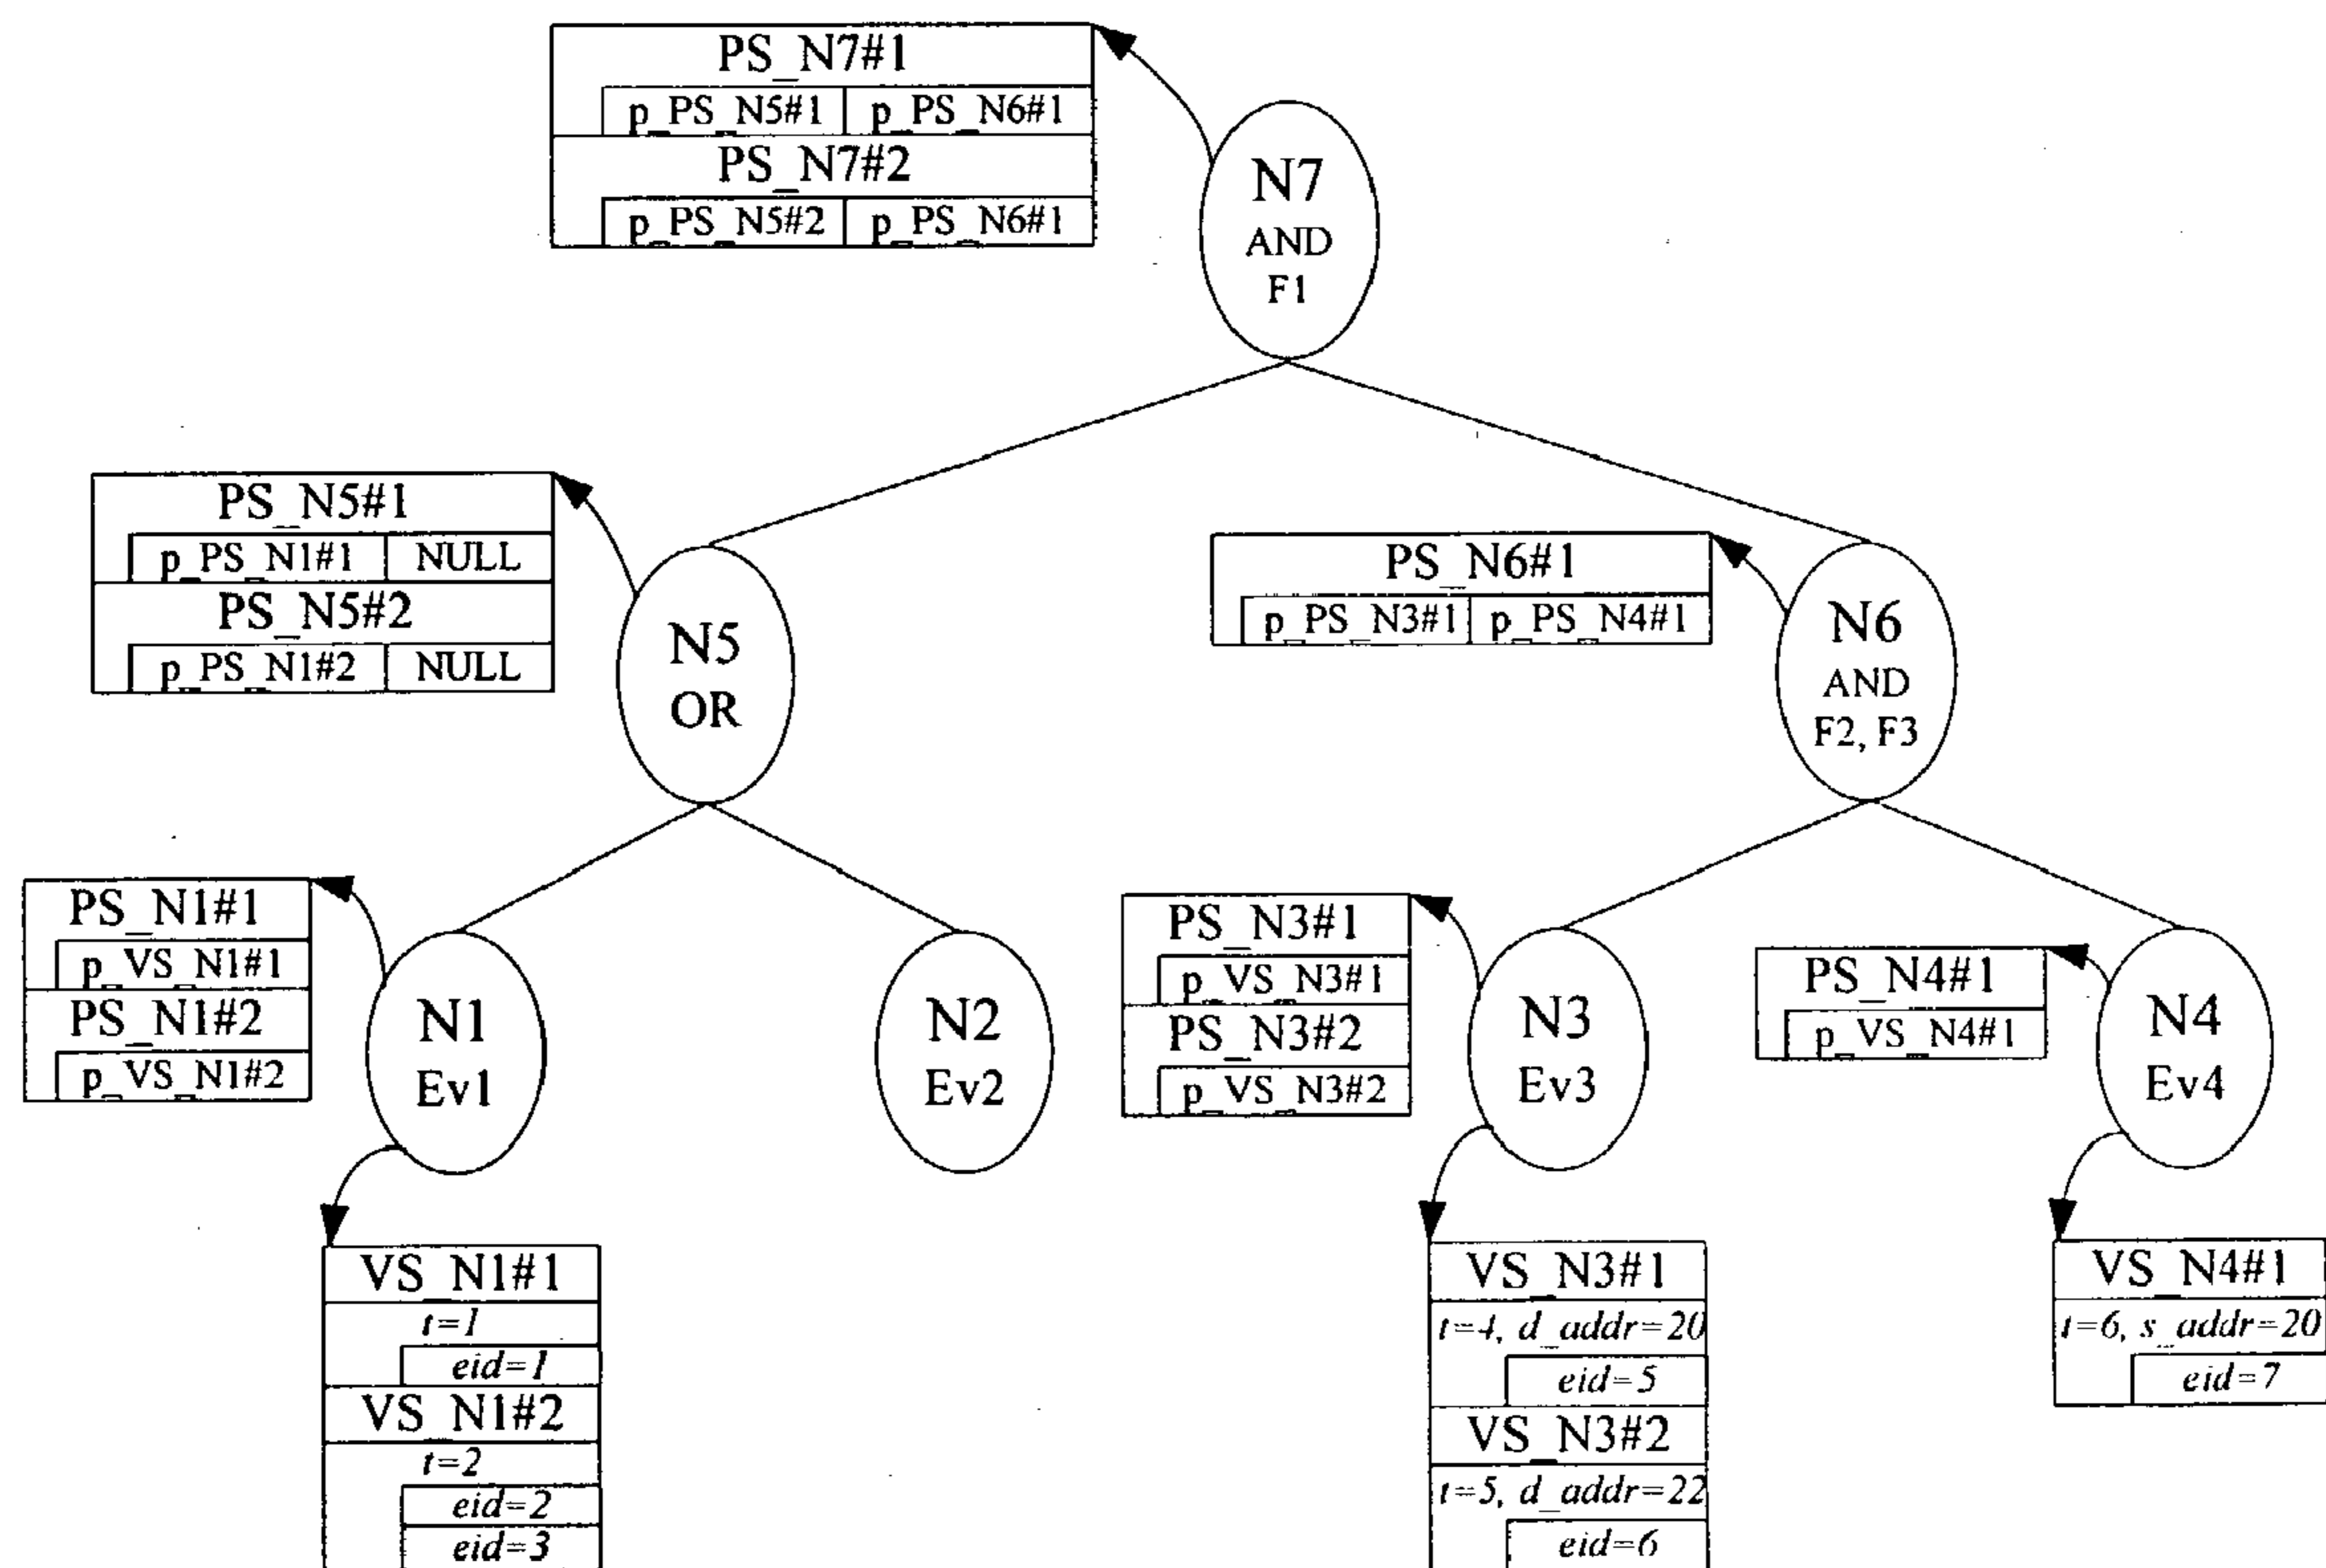 PS_N7#1
p_PS_N5#1 p_PS_N6#1
PS_N7#2
p_PS_N5#2 p_PS_N6#1
N7
AND
F1
PS_N5#1
p_PS_N1#1 NULL
PS_N5#2
p_PS_N1#2 NULL
N5
OR
PS_N6#1
p_PS_N3#1 p_PS_N4#1
N6
AND
F2, F3
PS_N1#1
p_VS_N1#1
PS_N1#2
p_VS_N1#2
N1
Ev1
N2
Ev2
PS_N3#1
p_VS_N3#1
PS_N3#2
p_VS_N3#2
N3
Ev3
PS_N4#1
p_VS_N4#1
N4
Ev4
VS_N1#1
t=1
eid=1
VS_N1#2
t=2
eid=2
eid=3
VS_N3#1
t=4, d_addr=20
eid=5
VS_N3#2
t=5, d_addr=22
eid=6
VS_N4#1
t=6, s_addr=20
eid=7